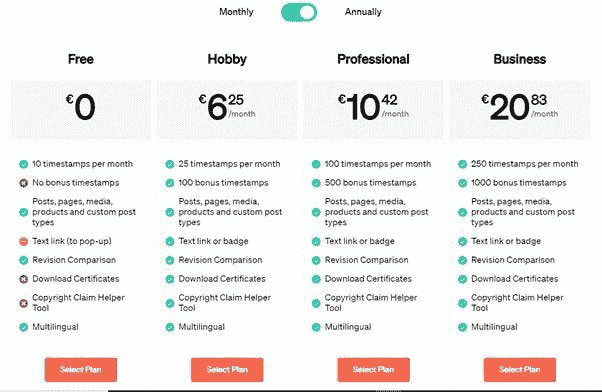 Monthly Annually
Free
€0
10 timestamps per month
No bonus timestamps
Posts, pages, media,
products and custom post
types
Text link (to pop-up)
Revision Comparison
Download Certificates
Copyright Claim Helper
Tool
Multilingual
Select Plan
Hobby
€6 25
/month
25 timestamps per month
100 bonus timestamps
Posts, pages, media,
products and custom post
types
Text link or badge
Revision Comparison
Download Certificates
Copyright Claim Helper
Tool
Multilingual
Select Plan
Professional
€10 42
/month
100 timestamps per month
500 bonus timestamps
Posts, pages, media,
products and custom post
types
Text link or badge
Revision Comparison
Download Certificates
Copyright Claim Helper
Tool
Multilingual
Select Plan
Business
€20 83
/month
250 timestamps per month
1000 bonus timestamps
Posts, pages, media,
products and custom post
types
Text link or badge
Revision Comparison
Download Certificates
Copyright Claim Helper
Tool
Multilingual
Select Plan